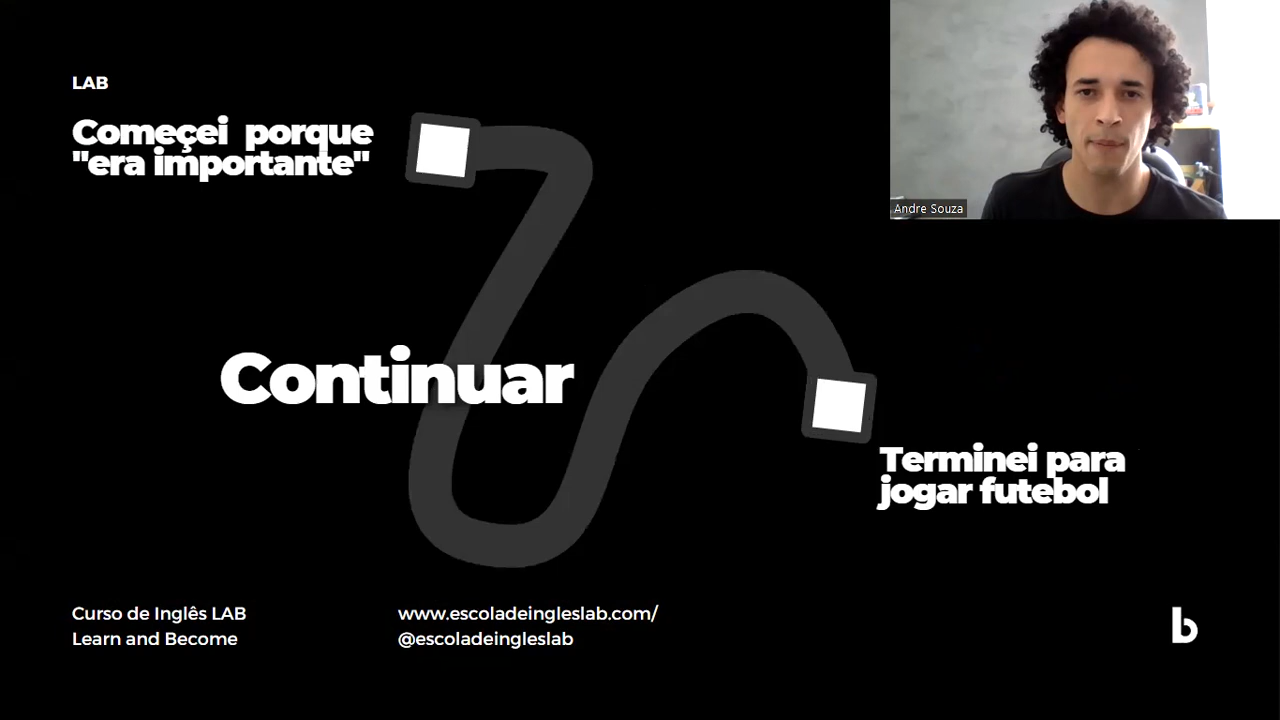 LAB
Começei porque
"era importante"
Andre Souza
Continuar
Terminei para
jogar futebol
Curso de Inglês LAB
Learn and Become
www.escoladeingleslab.com/
@escoladeingleslab
b